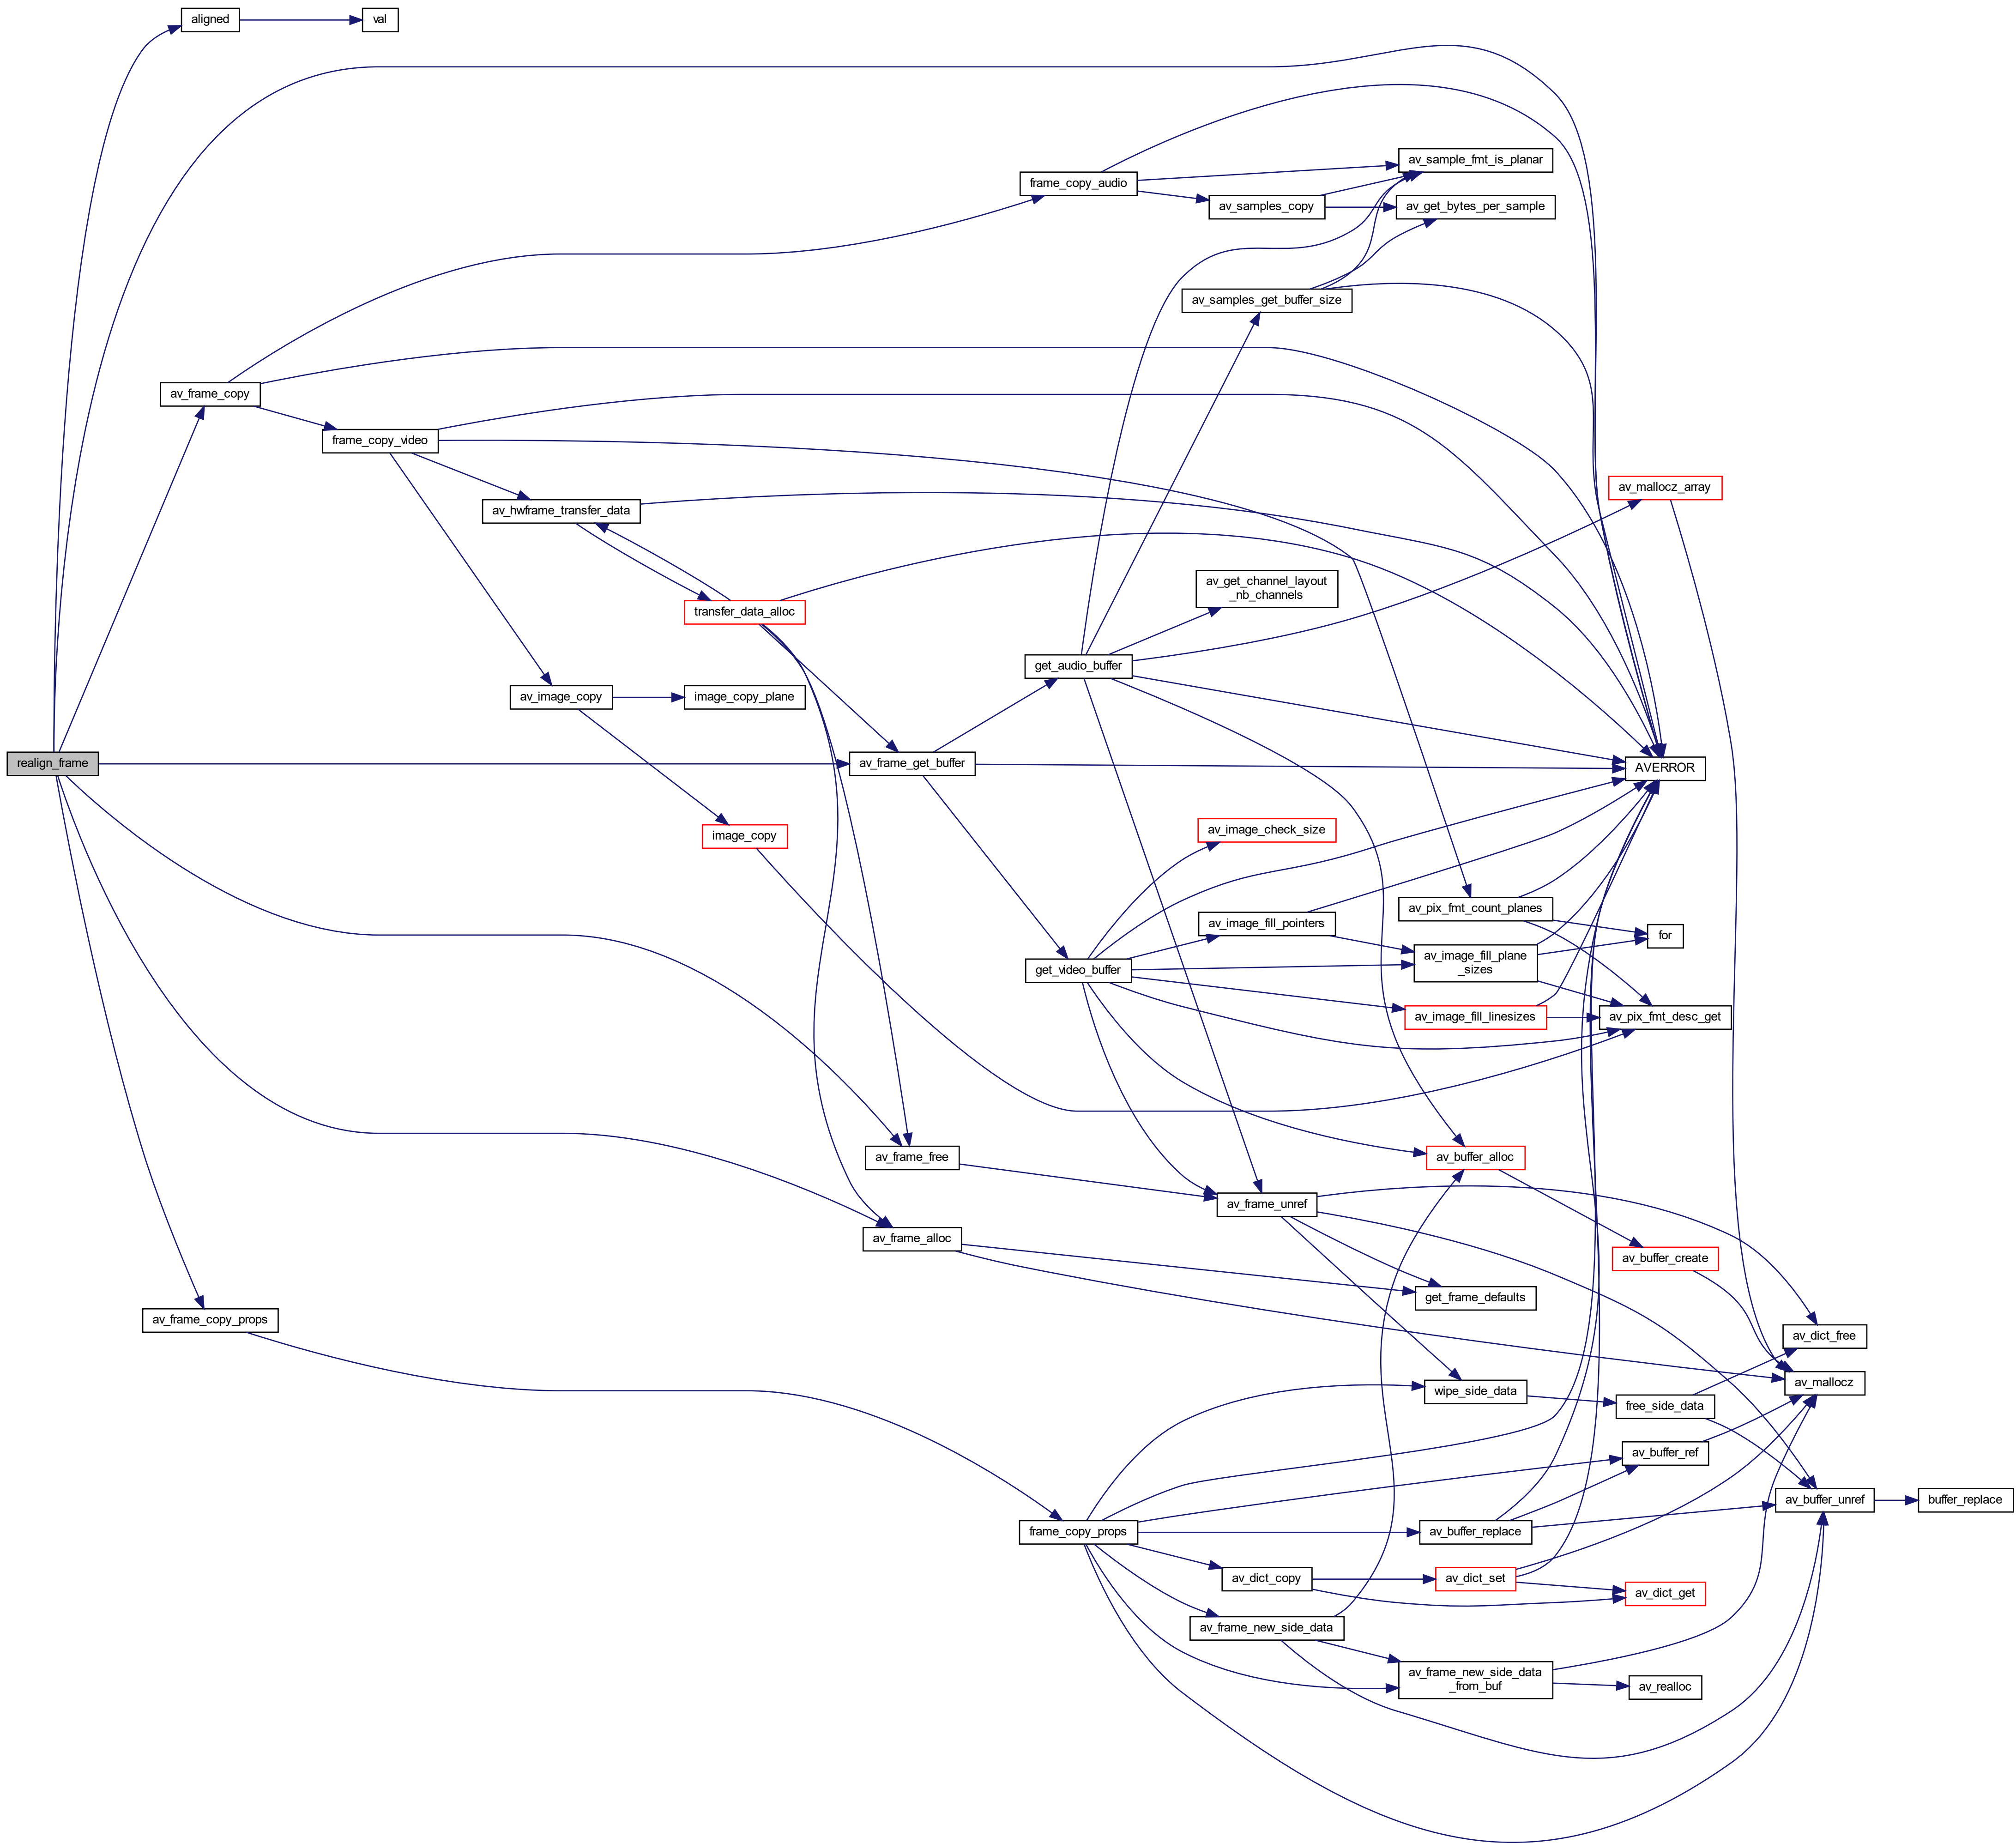 aligned
val
frame_copy_audio
av_sample_fmt_is_planar
av_samples_copy
av_get_bytes_per_sample
av_samples_get_buffer_size
av_frame_copy
frame_copy_video
av_mallocz_array
av_hwframe_transfer_data
av_get_channel_layout
_nb_channels
transfer_data_alloc
get_audio_buffer
av_image_copy
image_copy_plane
realign_frame
av_frame_get_buffer
AVERROR
av_image_check_size
image_copy
av_pix_fmt_count_planes
av_image_fill_pointers
for
av_image_fill_plane
_sizes
get_video_buffer
av_image_fill_linesizes
av_pix_fmt_desc_get
av_frame_free
av_buffer_alloc
av_frame_unref
av_frame_alloc
av_buffer_create
get_frame_defaults
av_frame_copy_props
av_dict_free
wipe_side_data
av_mallocz
free_side_data
av_buffer_ref
av_buffer_unref
buffer_replace
frame_copy_props
av_buffer_replace
av_dict_copy
av_dict_set
av_dict_get
av_frame_new_side_data
av_frame_new_side_data
_from_buf
av_realloc